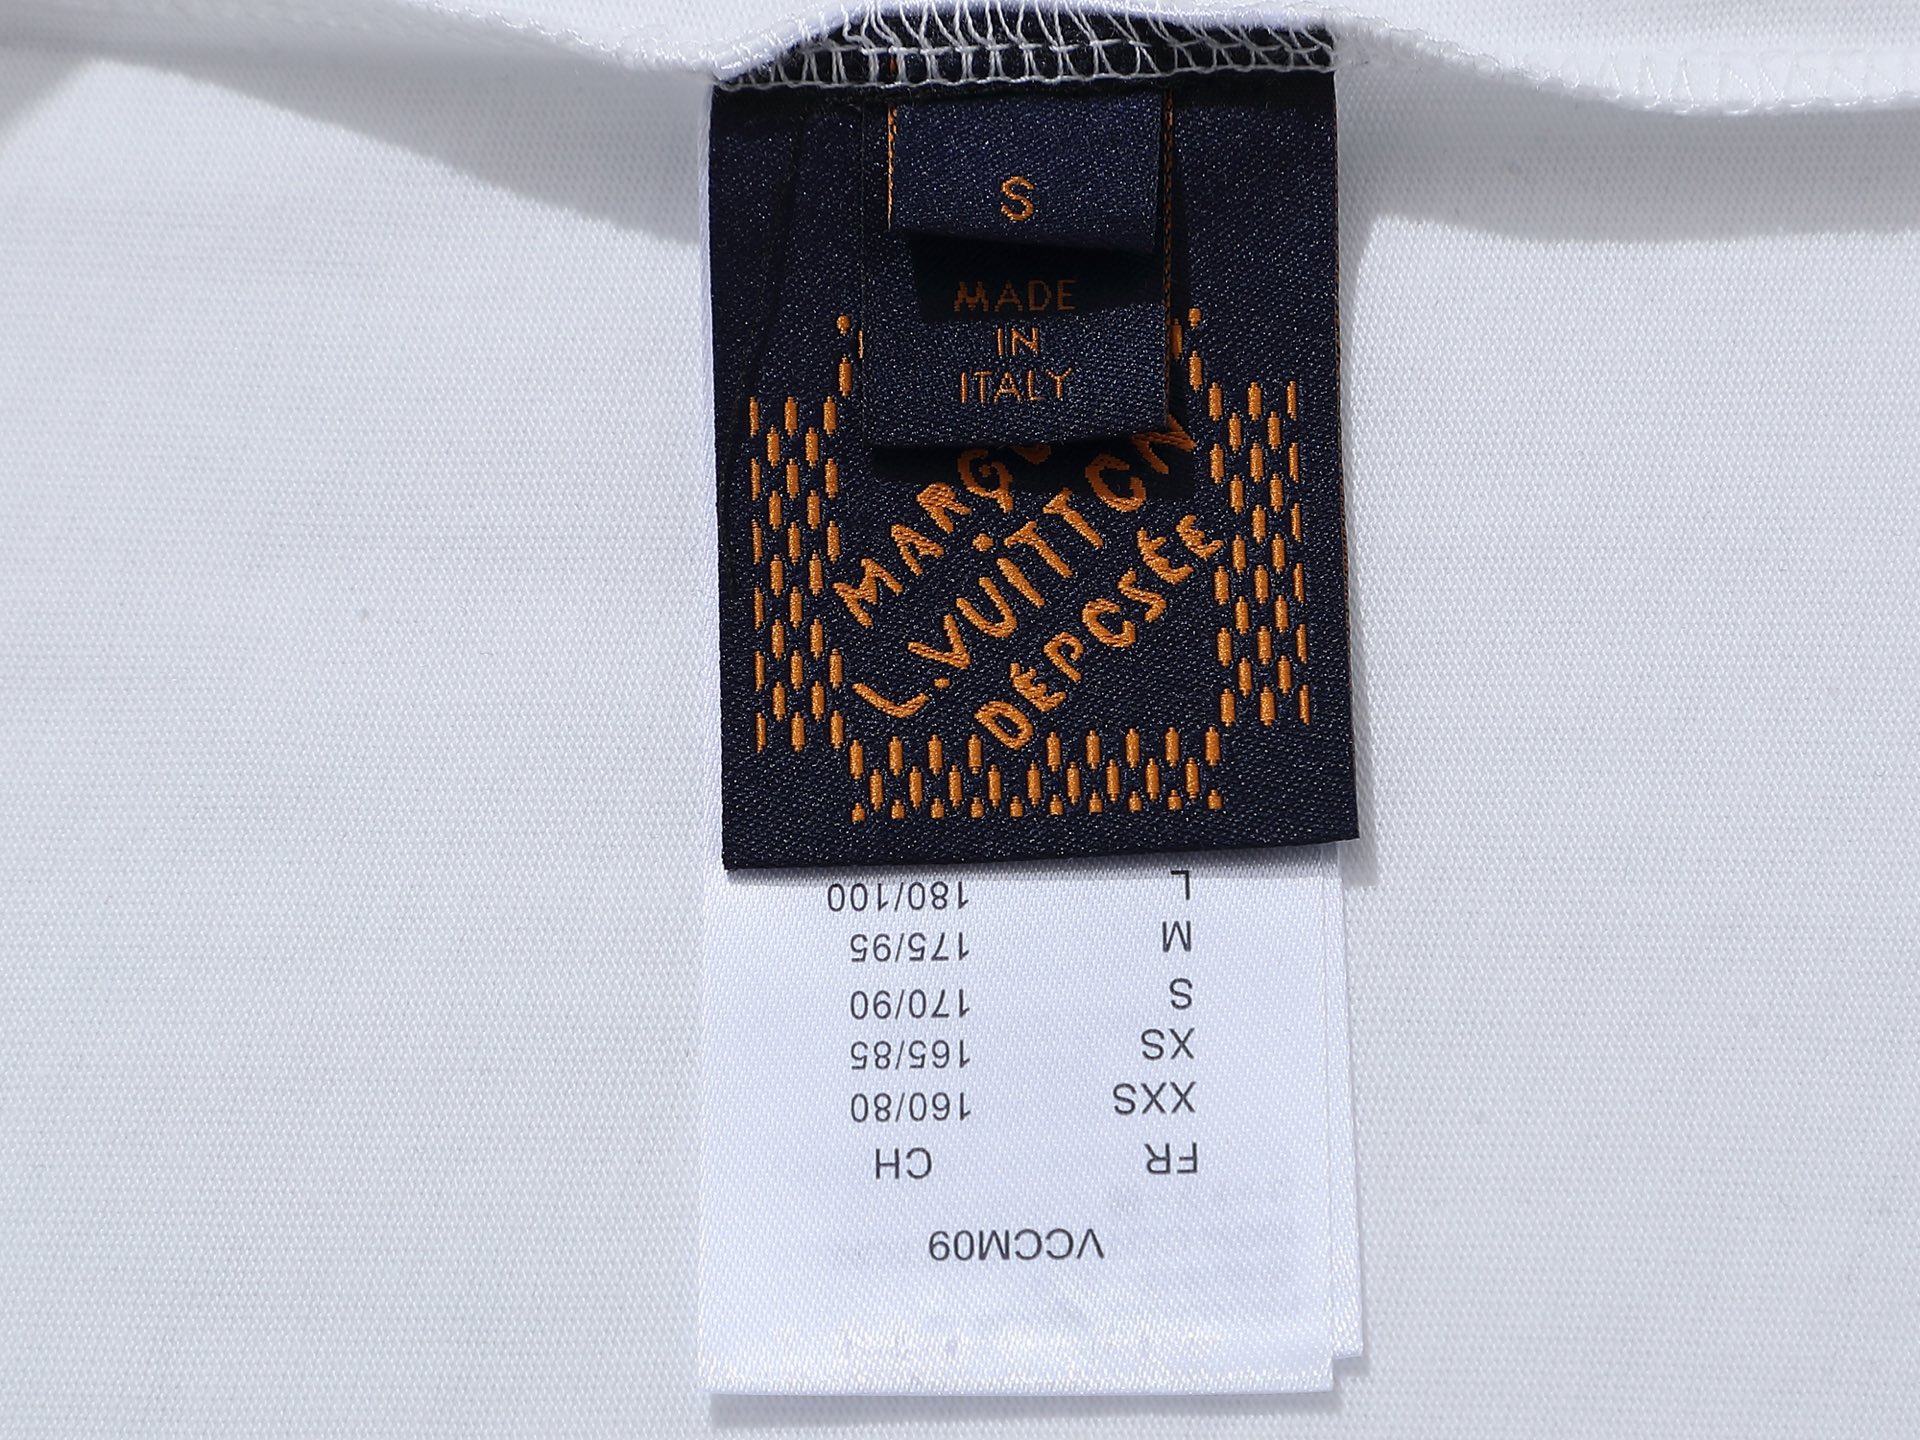 S
MADE
IN
ITALY
L.VUITTON
DÉPOSÉE
VCCM09
FR CH
XXS 160/80
XS 165/85
S 170/90
M 175/95
L 180/100